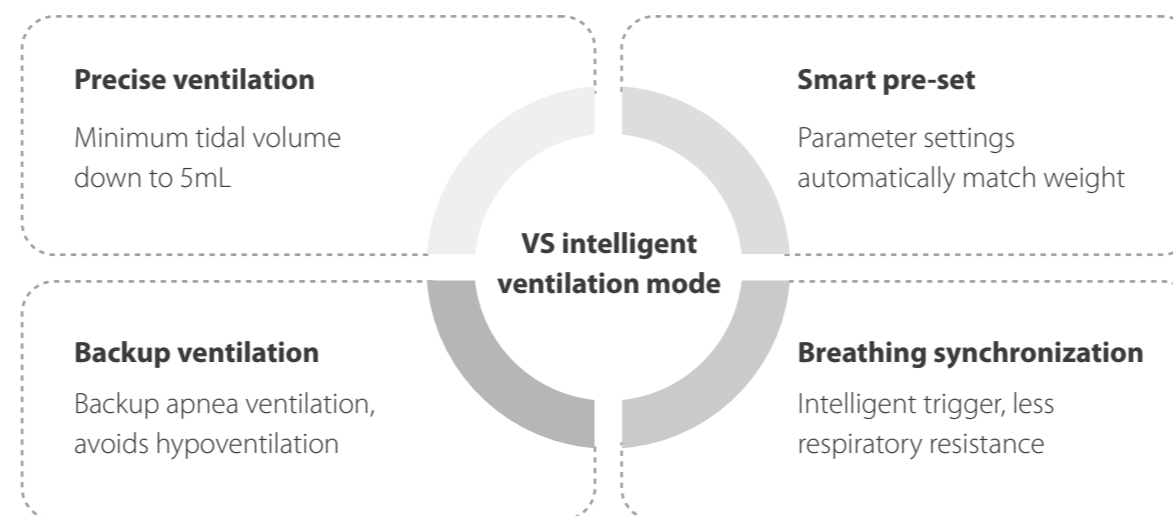 Precise ventilation
Minimum tidal volume
down to 5mL
Smart pre-set
Parameter settings
automatically match weight
VS intelligent
ventilation mode
Backup ventilation
Backup apnea ventilation,
avoids hypoventilation
Breathing synchronization
Intelligent trigger, less
respiratory resistance